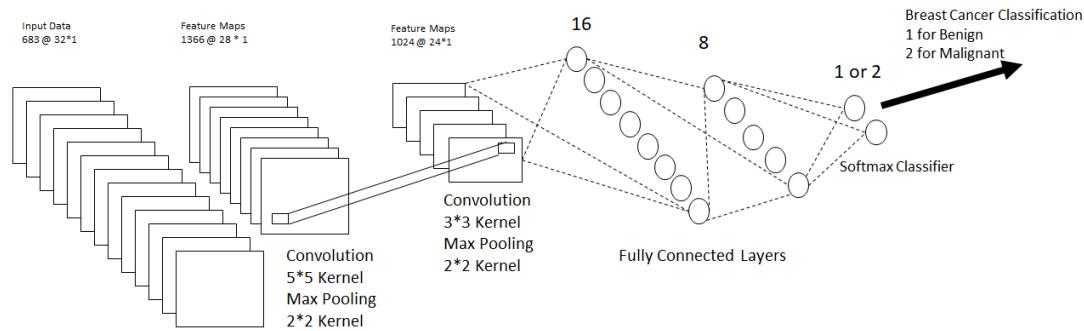 Input Data
683 @ 32*1
Feature Maps
1366 @ 28 * 1
Feature Maps
1024 @ 24*1
16
8
Breast Cancer Classification
1 for Benign
2 for Malignant
1 or 2
Softmax Classifier
Convolution
3*3 Kernel
Max Pooling
2*2 Kernel
Fully Connected Layers
Convolution
5*5 Kernel
Max Pooling
2*2 Kernel